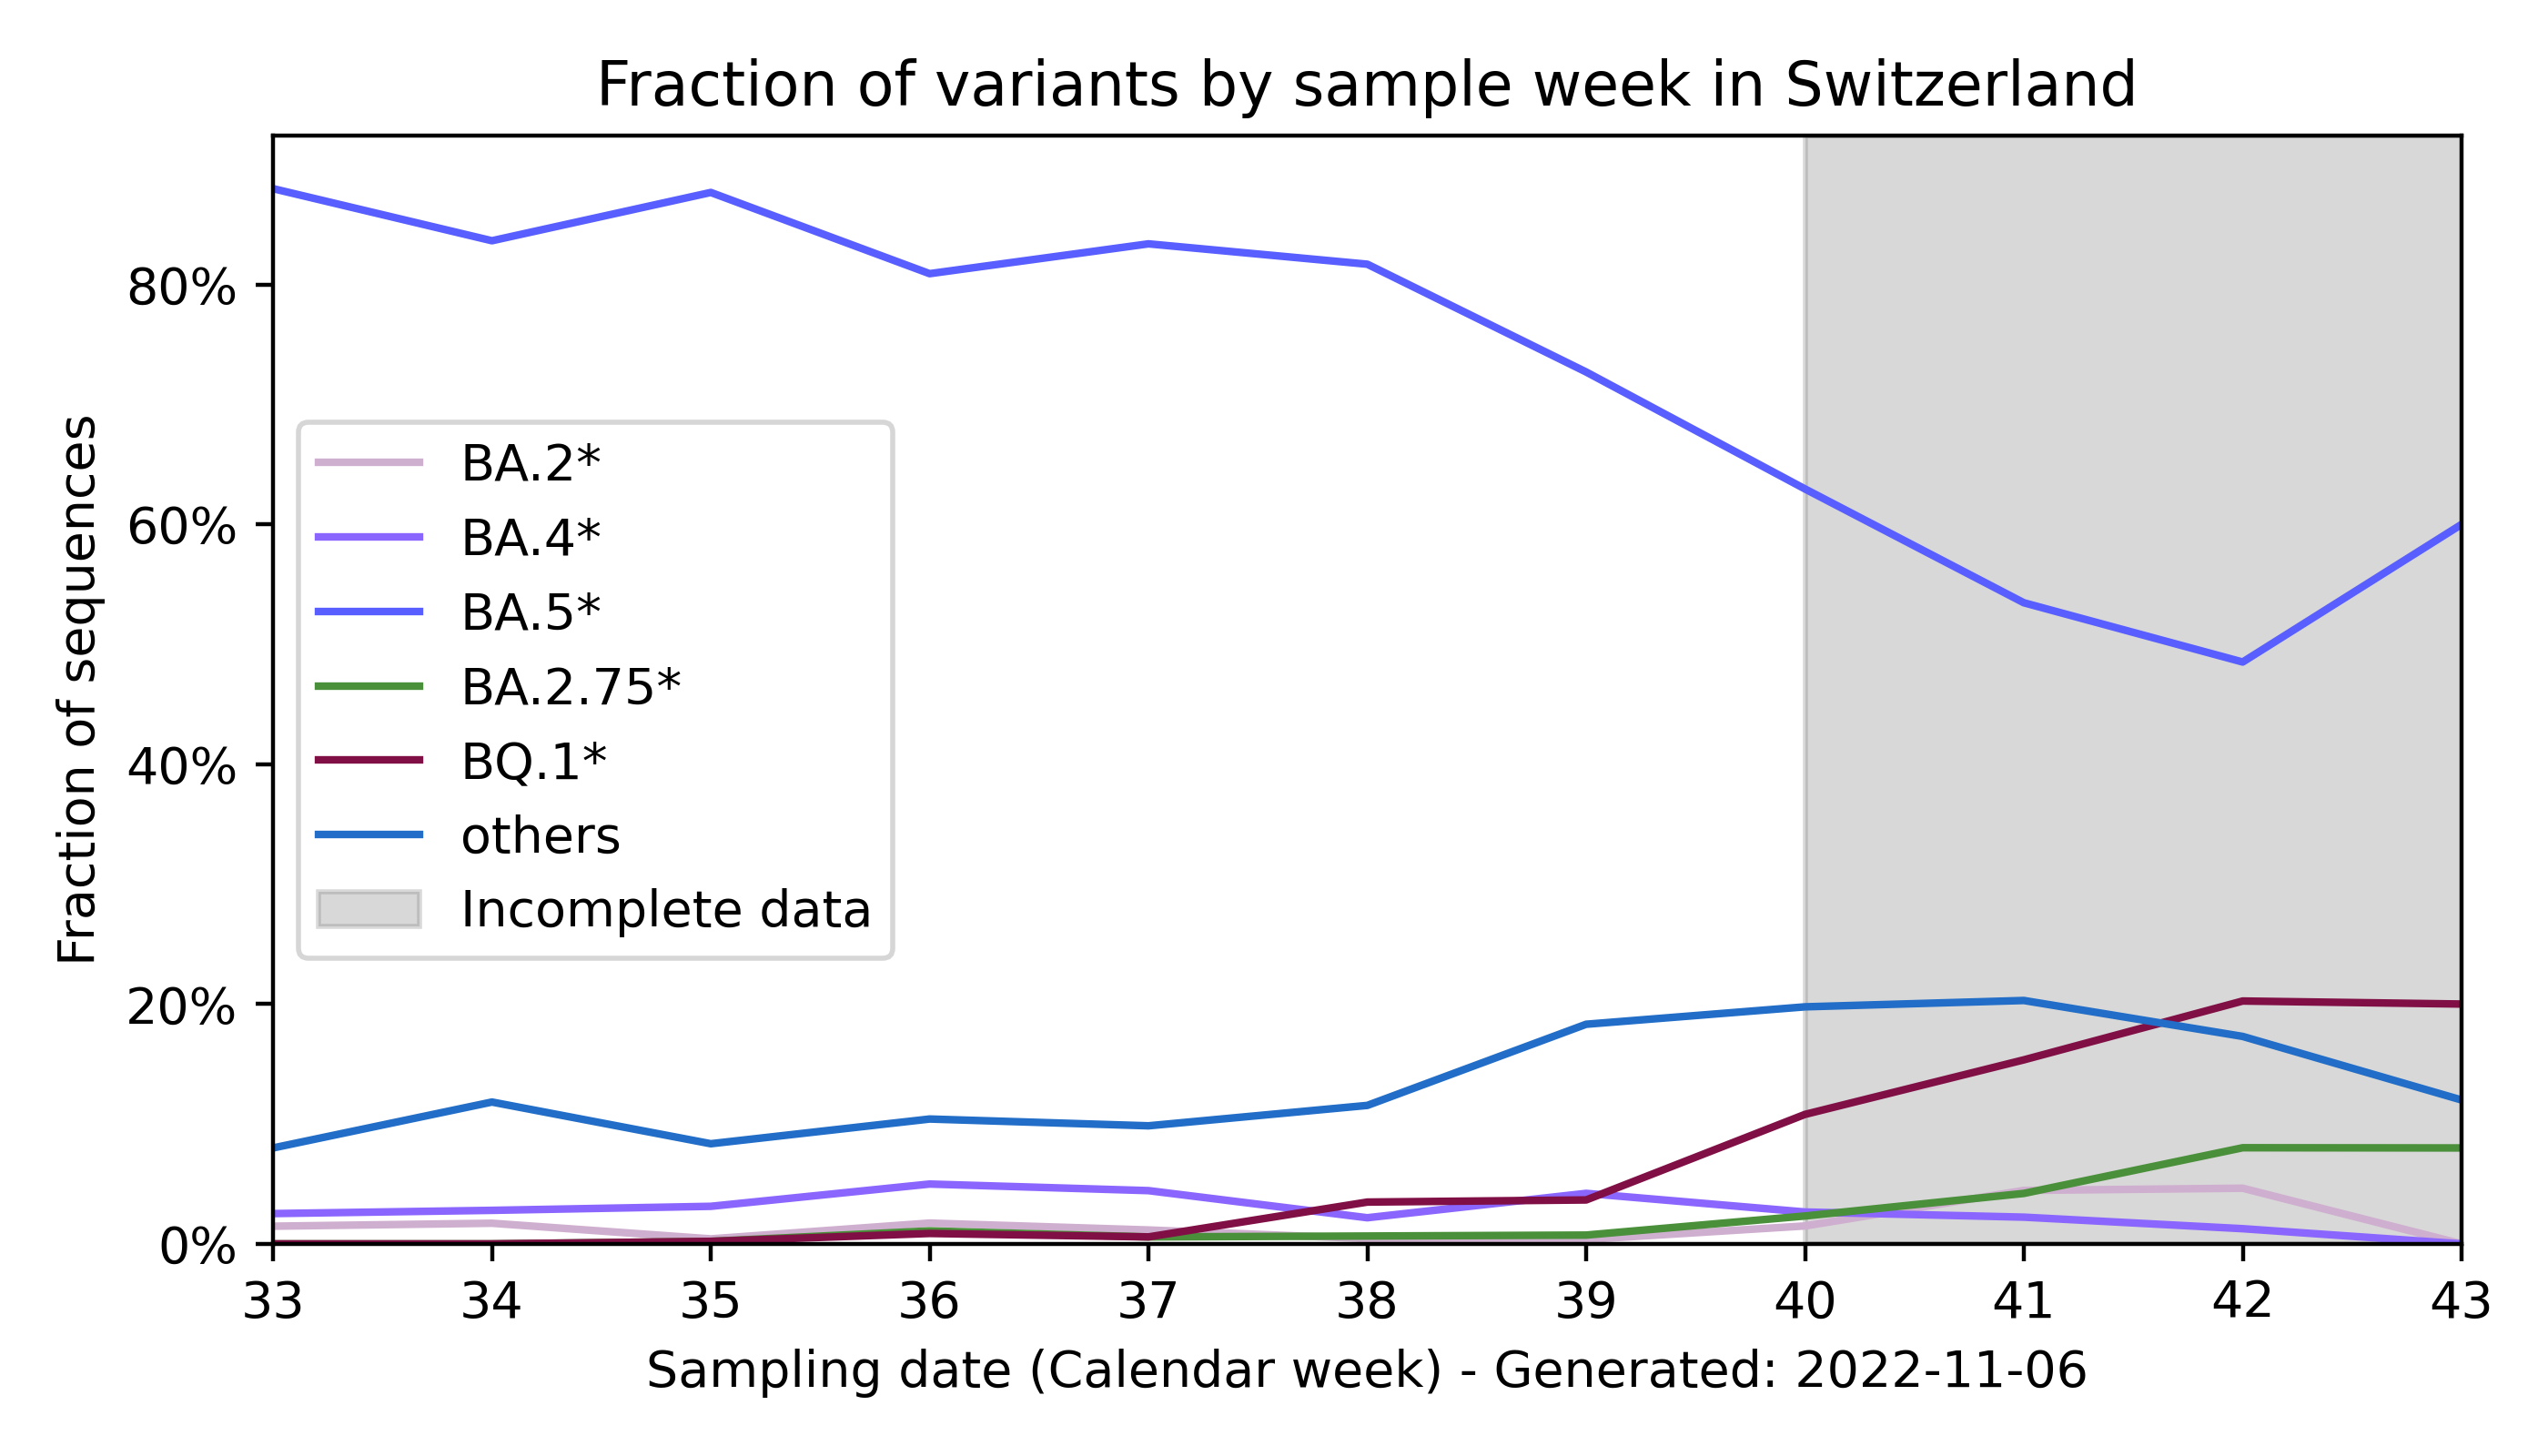 Fraction of variants by sample week in Switzerland
Fraction of sequences
80%
60%
40%
20%
0%
BA.2*
BA.4*
BA.5*
BA.2.75*
BQ.1*
others
Incomplete data
33 34 35 36 37 38 39 40 41 42 43
Sampling date (Calendar week) - Generated: 2022-11-06